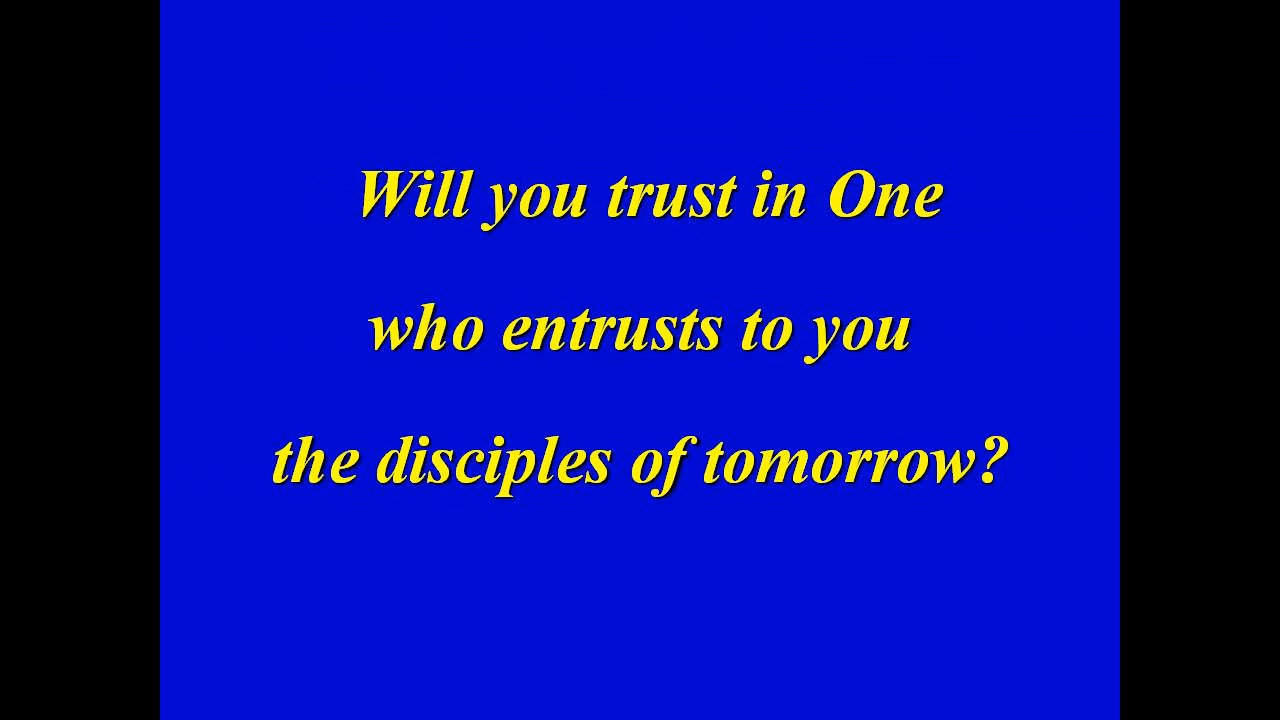 Will you trust in One
who entrusts to you
the disciples of tomorrow?